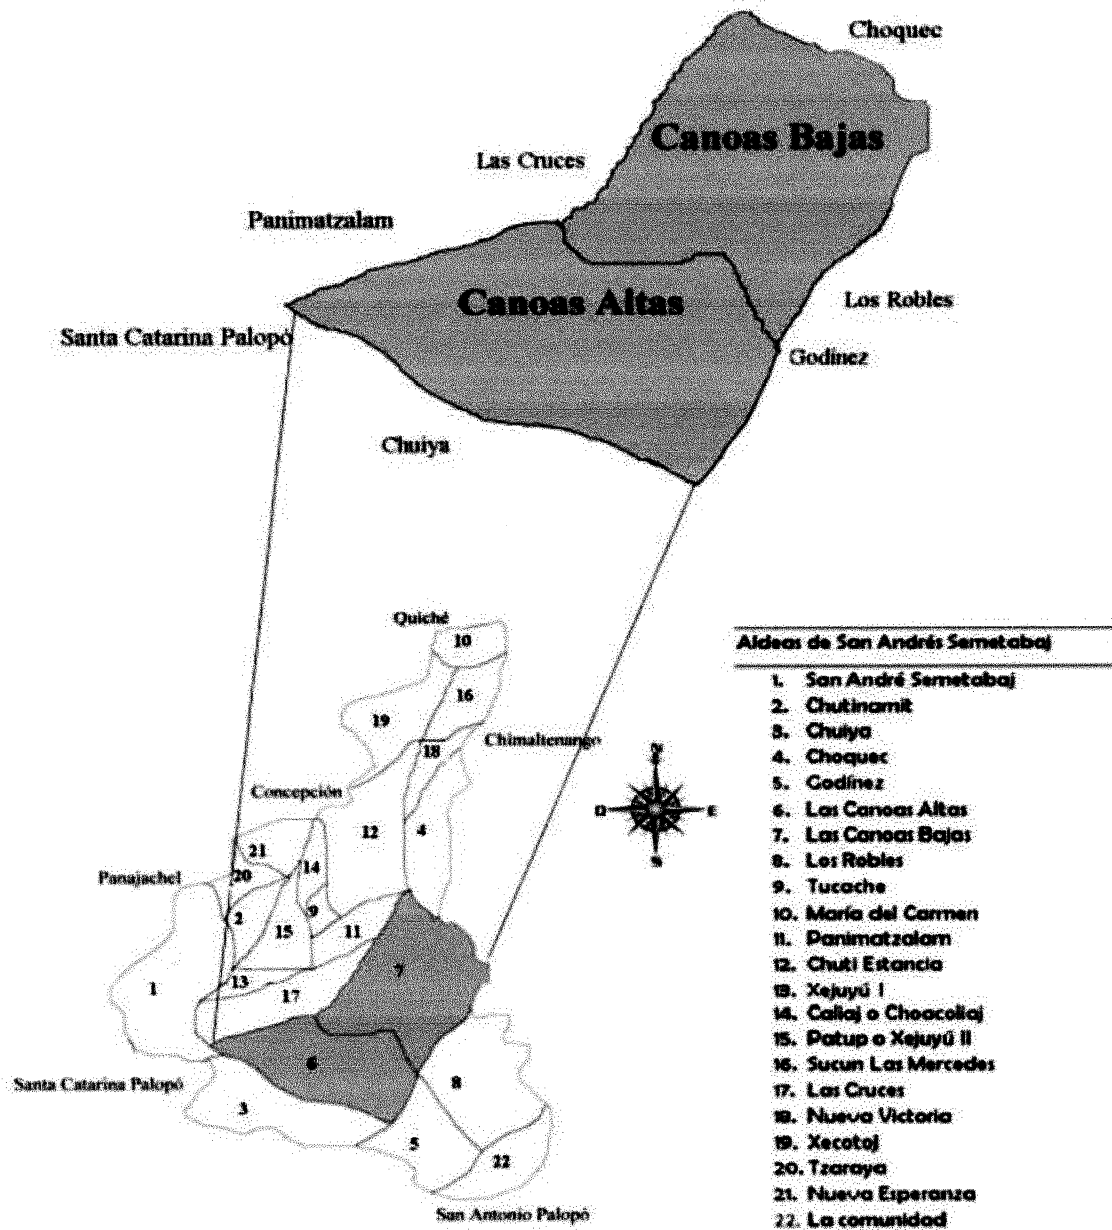 Choquec
Canoas Bajas
Las Cruces
Panimatzalam
Canoas Altas
Los Robles
Santa Catarina Palopó
Godínez
Chuiya
Quiché
10
16
19
Chimaltenango
18
Concepción
12
4
21
14
Panajachel
20
2
9
15
11
7
1
13
17
6
Santa Catarina Palopó
3
8
5
22
San Antonio Palopó
N
O
E
S
Aldeas de San Andrés Semetabaj
1. San André Semetabaj
2. Chutinamit
3. Chuiya
4. Choquec
5. Godínez
6. Las Canoas Altas
7. Las Canoas Bajas
8. Los Robles
9. Tucache
10. María del Carmen
11. Panimatzalam
12. Chuti Estancia
13. Xejuyú I
14. Caliaj o Choacoliaj
15. Patup o Xejuyú II
16. Sucun Las Mercedes
17. Las Cruces
18. Nueva Victoria
19. Xecotoj
20. Tzaraya
21. Nueva Esperanza
22. La comunidad